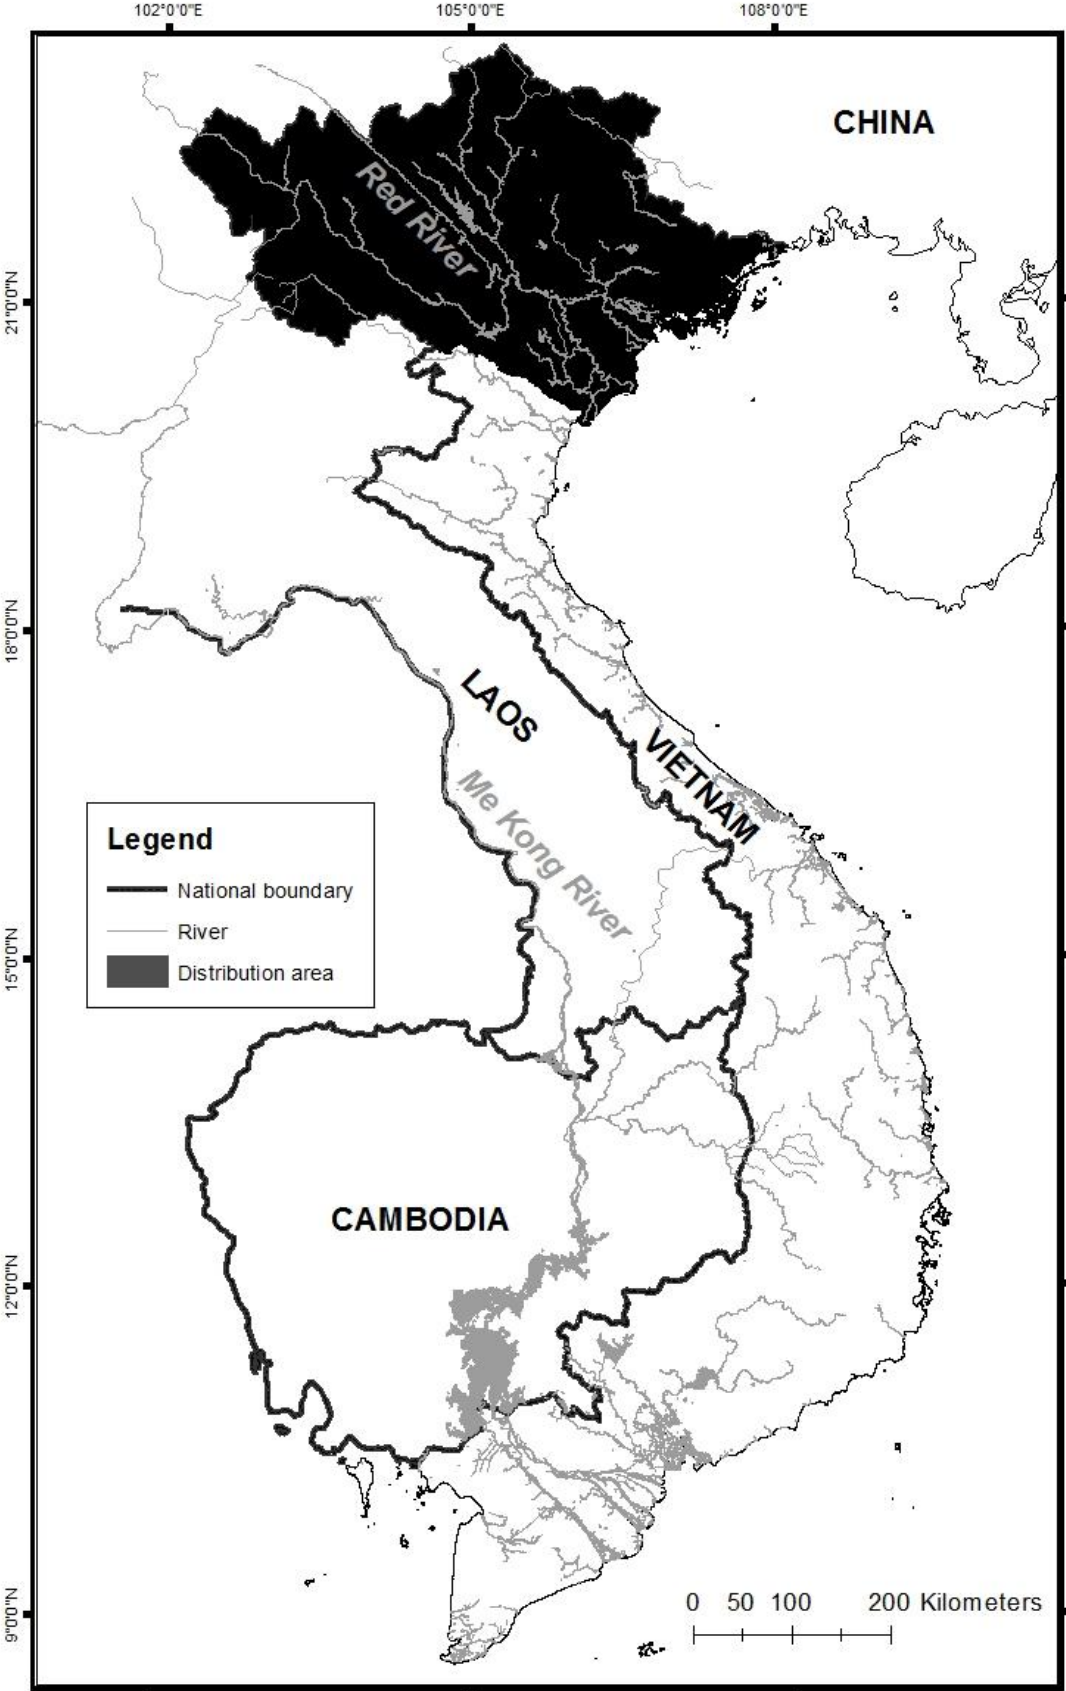 102°0'0"E 105°0'0"E 108°0'0"E
CHINA
Red River
21°0'0"N
18°0'0"N
LAOS
VIETNAM
Me Kong River
Legend
National boundary
River
Distribution area
15°0'0"N
CAMBODIA
12°0'0"N
9°0'0"N
0 50 100 200 Kilometers